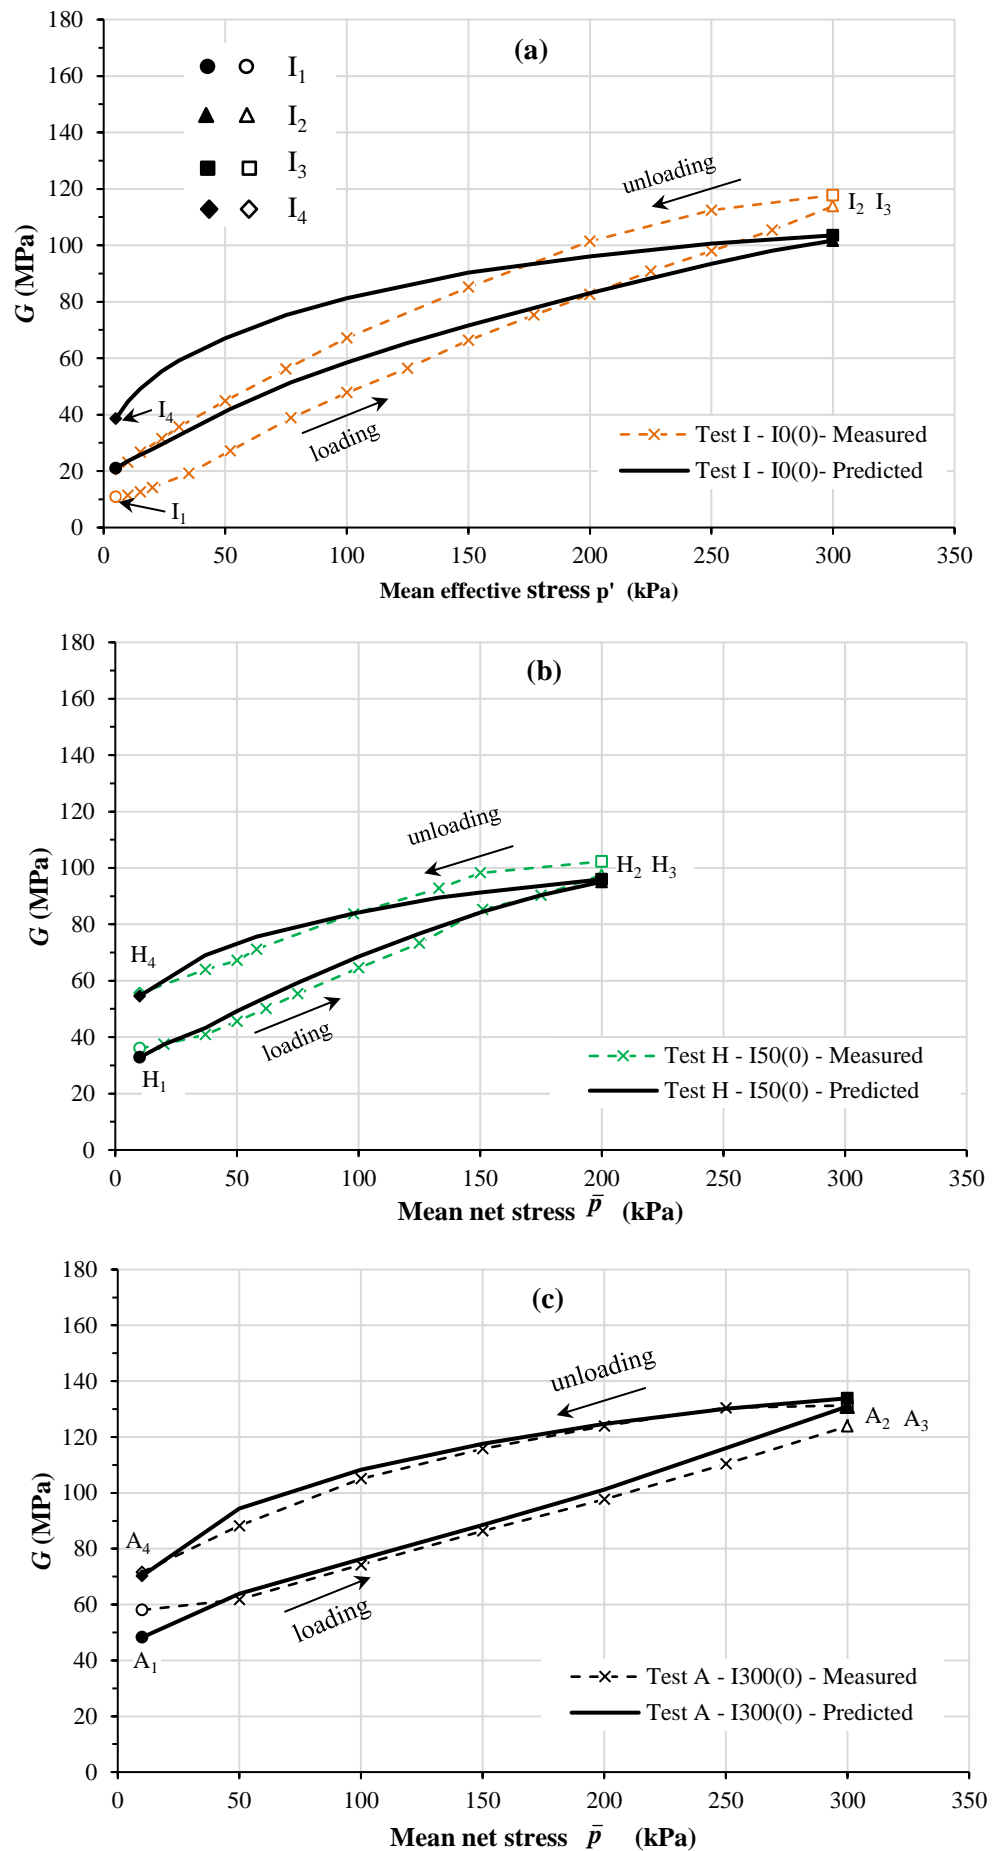 (a)
180
160
140
120
100
80
60
40
20
0
G (MPa)
I1
I2
I3
I4
unloading
I2 I3
I4
loading
I1
Test I - I0(0)- Measured
Test I - I0(0)- Predicted
0 50 100 150 200 250 300 350
Mean effective stress p' (kPa)
(b)
180
160
140
120
100
80
60
40
20
0
G (MPa)
unloading
H2 H3
H4
loading
H1
Test H - I50(0) - Measured
Test H - I50(0) - Predicted
0 50 100 150 200 250 300 350
Mean net stress p̄ (kPa)
(c)
180
160
140
120
100
80
60
40
20
0
G (MPa)
unloading
A2 A3
A4
loading
A1
Test A - I300(0) - Measured
Test A - I300(0) - Predicted
0 50 100 150 200 250 300 350
Mean net stress p̄ (kPa)